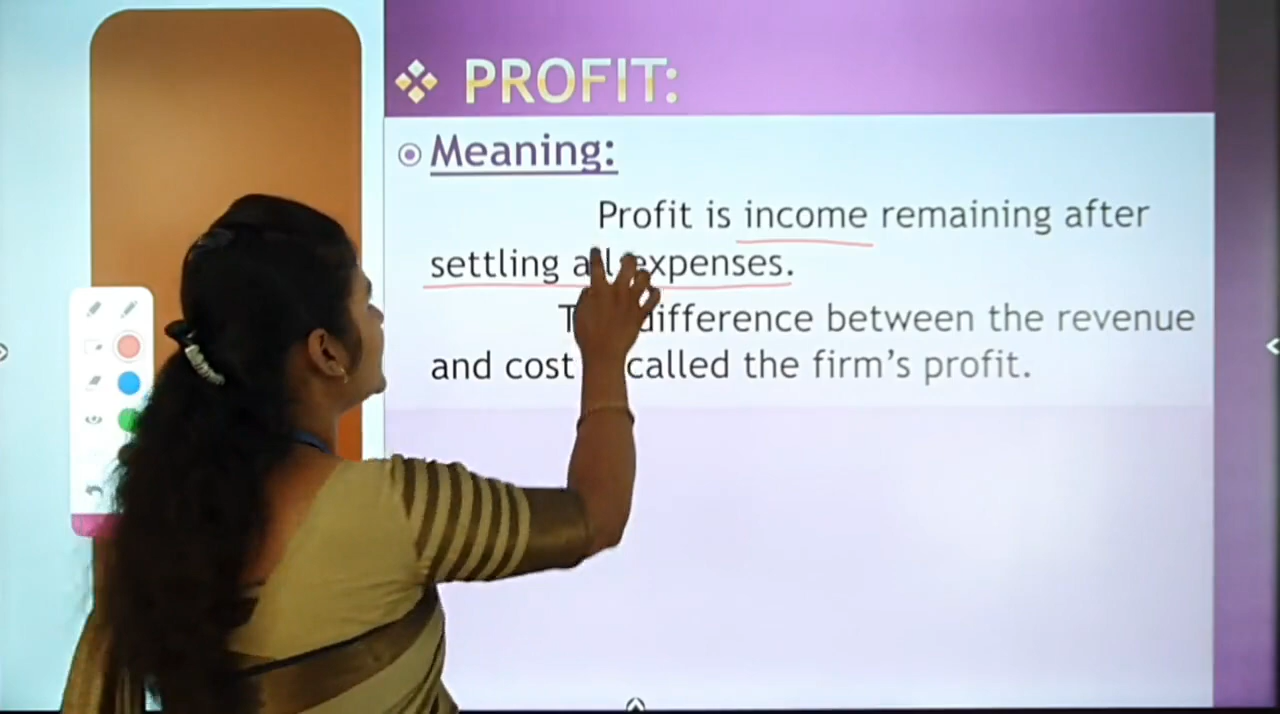 PROFIT:
Meaning:
Profit is income remaining after
settling all expenses.
difference between the revenue
and cost called the firm's profit.